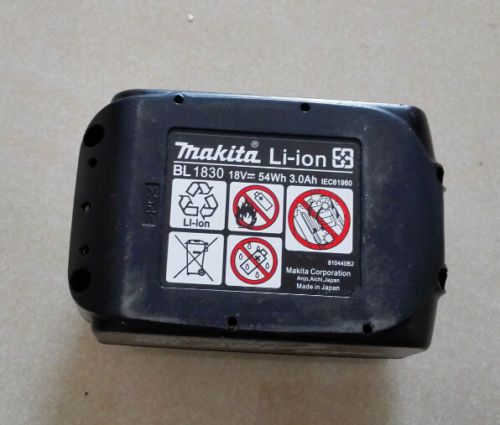 makita® Li-ion
BL1830 18V⎓ 54Wh 3.0Ah IEC61960
Li-ion
810440B2
Makita Corporation
Anjo,Aichi,Japan
Made in Japan